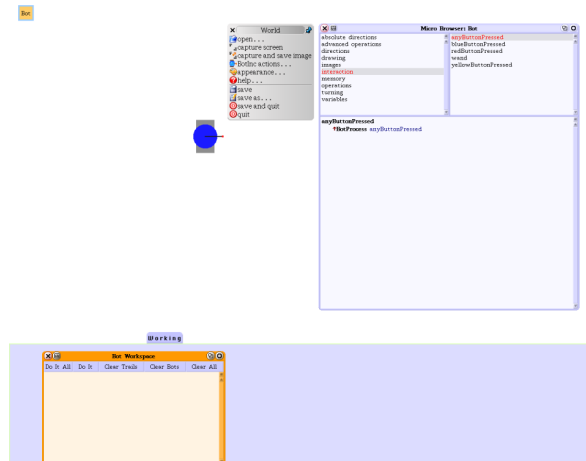 Bot
World
open...
capture screen
capture and save image
BotInc actions...
appearance...
help...
save
save as...
save and quit
quit
Micro Browser: Bot
absolute directions
advanced operations
directions
drawing
images
interaction
memory
operations
turning
variables
anyButtonPressed
blueButtonPressed
redButtonPressed
wand
yellowButtonPressed
anyButtonPressed
↑BotProcess anyButtonPressed
Working
Bot Workspace
Do It All Do It Clear Trails Clear Bots Clear All